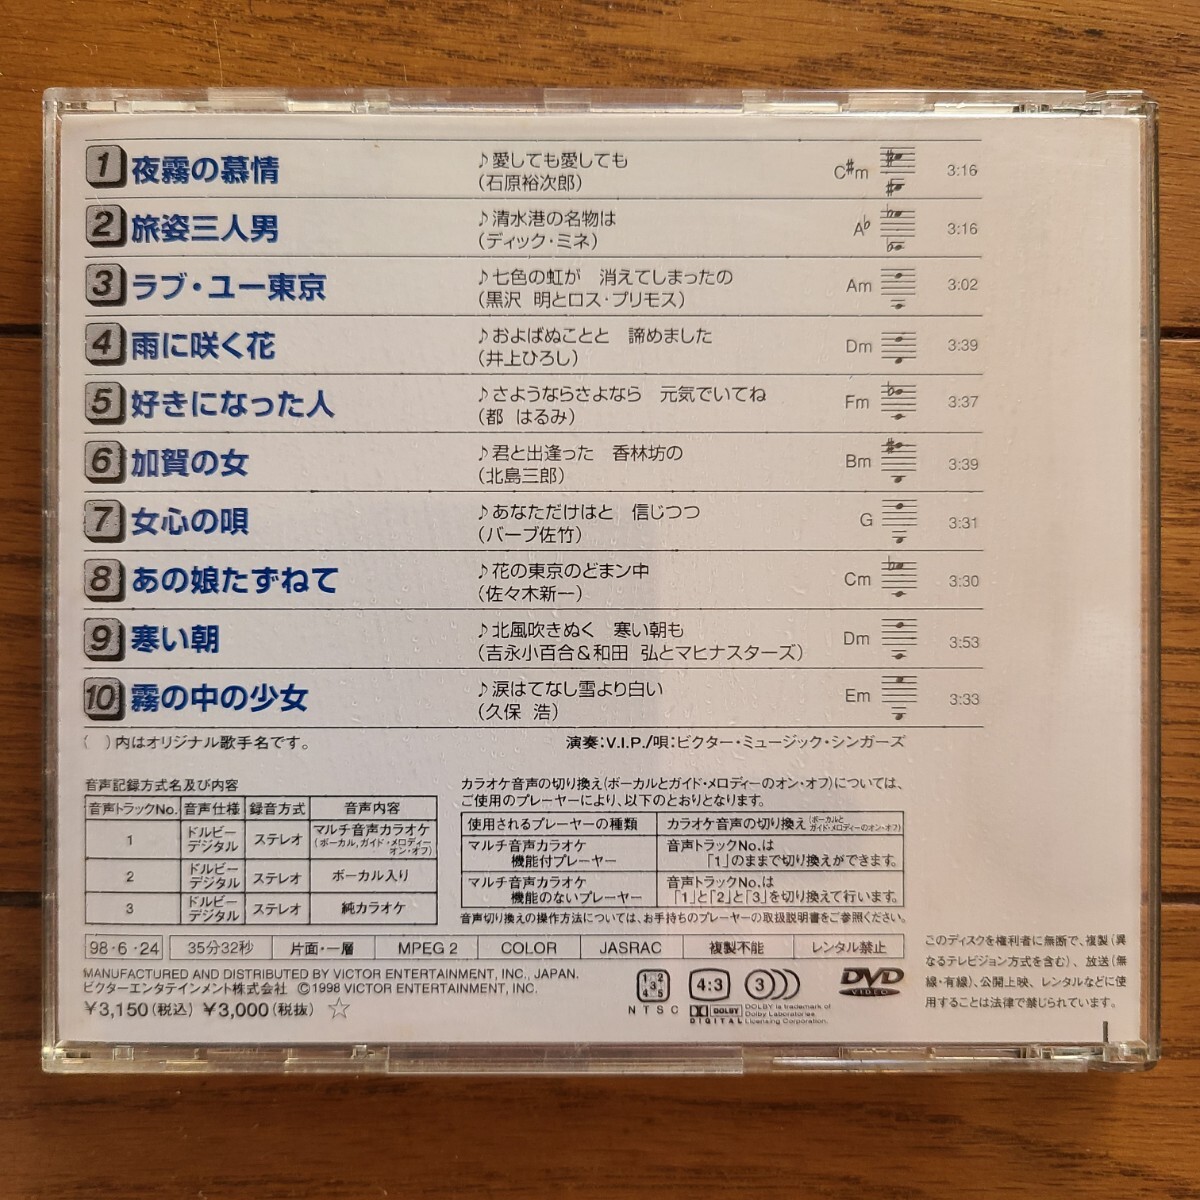 1 夜霧の慕情 ♪愛しても愛しても C#m 3:16
(石原裕次郎)
2 旅姿三人男 ♪清水港の名物は A♭ 3:16
(ディック・ミネ)
3 ラブ・ユー東京 ♪七色の虹が 消えてしまったの Am 3:02
(黒沢 明とロス・プリモス)
4 雨に咲く花 ♪およばぬことと 諦めました Dm 3:39
(井上ひろし)
5 好きになった人 ♪さようならさよなら 元気でいてね Fm 3:37
(都 はるみ)
6 加賀の女 ♪君と出逢った 香林坊の Bm 3:39
(北島三郎)
7 女心の唄 ♪あなただけはと 信じつつ G 3:31
(バーブ佐竹)
8 あの娘たずねて ♪花の東京のどまン中 Cm 3:30
(佐々木新一)
9 寒い朝 ♪北風吹きぬく 寒い朝も Dm 3:53
(吉永小百合&和田 弘とマヒナスターズ)
10 霧の中の少女 ♪涙はてなし雪より白い Em 3:33
(久保 浩)
( )内はオリジナル歌手名です。 演奏:V.I.P./唄:ビクター・ミュージック・シンガーズ
音声記録方式名及び内容
音声トラックNo. 音声仕様 録音方式 音声内容
1 ドルビーデジタル ステレオ マルチ音声カラオケ
(ボーカル,ガイド・メロディーオン・オフ)
2 ドルビーデジタル ステレオ ボーカル入り
3 ドルビーデジタル ステレオ 純カラオケ
カラオケ音声の切り換え(ボーカルとガイド・メロディーのオン・オフ)については、
ご使用のプレーヤーにより、以下のとおりとなります。
使用されるプレーヤーの種類 カラオケ音声の切り換え(ボーカルとガイド・メロディーのオン・オフ)
マルチ音声カラオケ 音声トラックNo.は
機能付プレーヤー 「1」のままで切り換えができます。
マルチ音声カラオケ 音声トラックNo.は
機能のないプレーヤー 「1」と「2」と「3」を切り換えて行います。
音声切り換えの操作方法については、お手持ちのプレーヤーの取扱説明書をご参照ください。
98・6・24 35分32秒 片面・一層 MPEG 2 COLOR JASRAC 複製不能 レンタル禁止
MANUFACTURED AND DISTRIBUTED BY VICTOR ENTERTAINMENT, INC., JAPAN.
ビクターエンタテインメント株式会社 ©1998 VICTOR ENTERTAINMENT, INC.
¥3,150(税込) ¥3,000(税抜) ☆
1 2
3
4 5
NTSC
4:3
3
DOLBY
DIGITAL
DOLBY is trademark of
Dolby Laboratories
Licensing Corporation.
DVD
VIDEO
このディスクを権利者に無断で、複製(異
なるテレビジョン方式を含む)、放送(無
線・有線)、公開上映、レンタルなどに使
用することは法律で禁じられています。